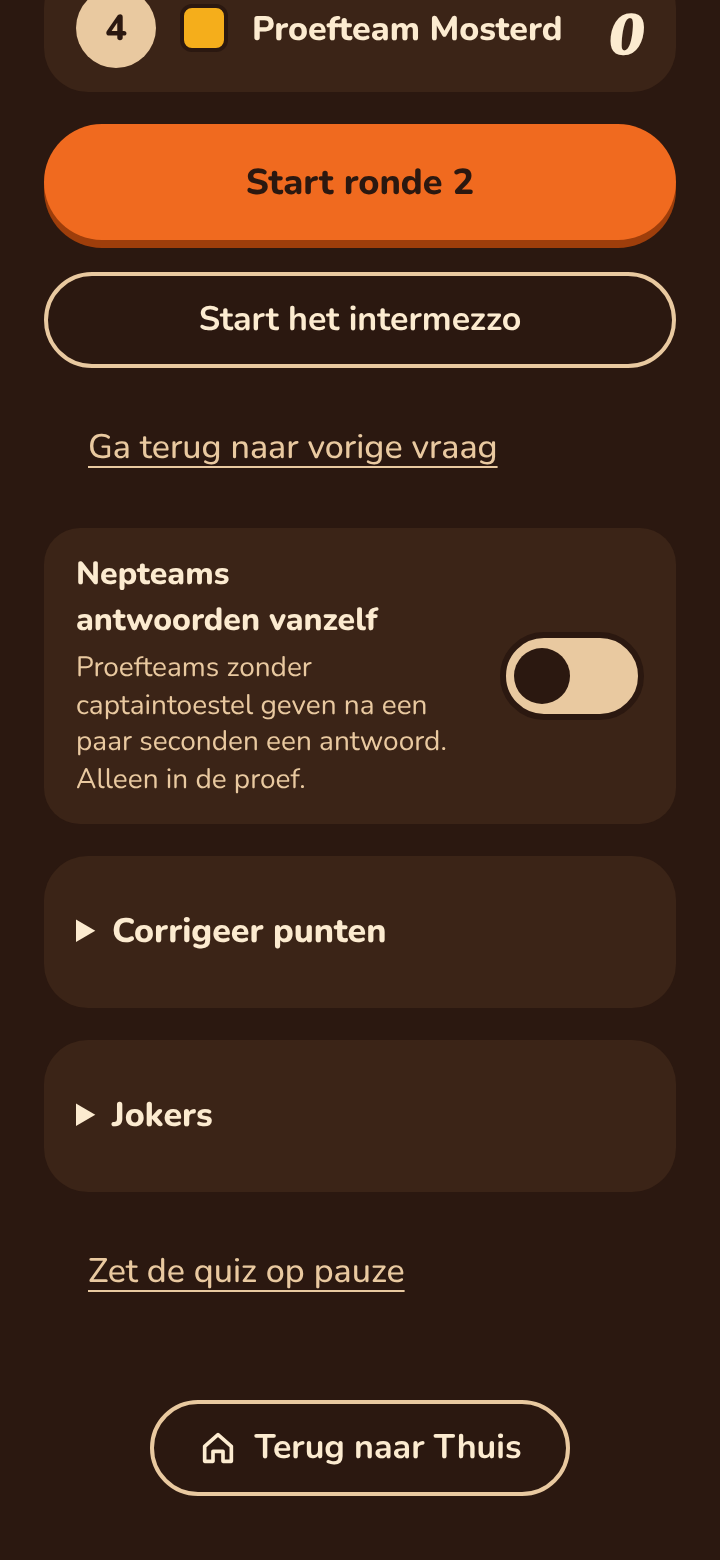 4 Proefteam Mosterd 0
Start ronde 2
Start het intermezzo
Ga terug naar vorige vraag
Nepteams
antwoorden vanzelf
Proefteams zonder
captaintoestel geven na een
paar seconden een antwoord.
Alleen in de proef.
Corrigeer punten
Jokers
Zet de quiz op pauze
Terug naar Thuis